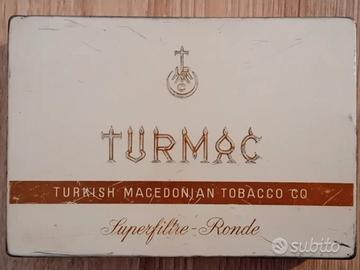 TURMAC
TURKISH MACEDONIAN TOBACCO CO
Superfiltre-Ronde
subito